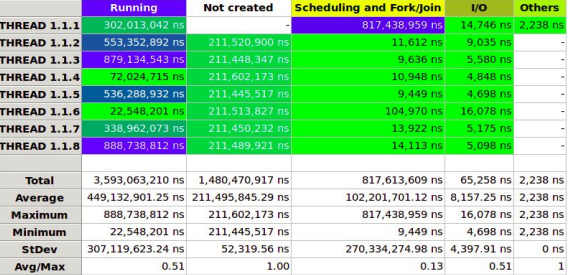 Running Not created Scheduling and Fork/Join I/O Others
THREAD 1.1.1 302,013,042 ns - 817,438,959 ns 14,746 ns 2,238 ns
THREAD 1.1.2 553,352,892 ns 211,520,900 ns 11,612 ns 9,035 ns -
THREAD 1.1.3 879,134,543 ns 211,448,347 ns 9,636 ns 5,580 ns -
THREAD 1.1.4 72,024,715 ns 211,602,173 ns 10,948 ns 4,848 ns -
THREAD 1.1.5 536,288,932 ns 211,445,517 ns 9,449 ns 4,698 ns -
THREAD 1.1.6 22,548,201 ns 211,513,827 ns 104,970 ns 16,078 ns -
THREAD 1.1.7 338,962,073 ns 211,450,232 ns 13,922 ns 5,175 ns -
THREAD 1.1.8 888,738,812 ns 211,489,921 ns 14,113 ns 5,098 ns -
Total 3,593,063,210 ns 1,480,470,917 ns 817,613,609 ns 65,258 ns 2,238 ns
Average 449,132,901.25 ns 211,495,845.29 ns 102,201,701.12 ns 8,157.25 ns 2,238 ns
Maximum 888,738,812 ns 211,602,173 ns 817,438,959 ns 16,078 ns 2,238 ns
Minimum 22,548,201 ns 211,445,517 ns 9,449 ns 4,698 ns 2,238 ns
StDev 307,119,623.24 ns 52,319.56 ns 270,334,274.98 ns 4,397.91 ns 0 ns
Avg/Max 0.51 1.00 0.13 0.51 1